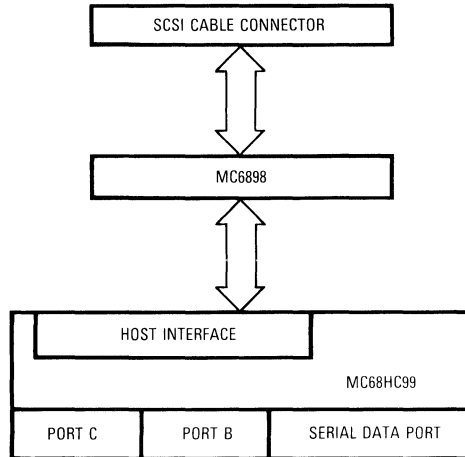 SCSI CABLE CONNECTOR
MC6898
HOST INTERFACE
MC68HC99
PORT C
PORT B
SERIAL DATA PORT